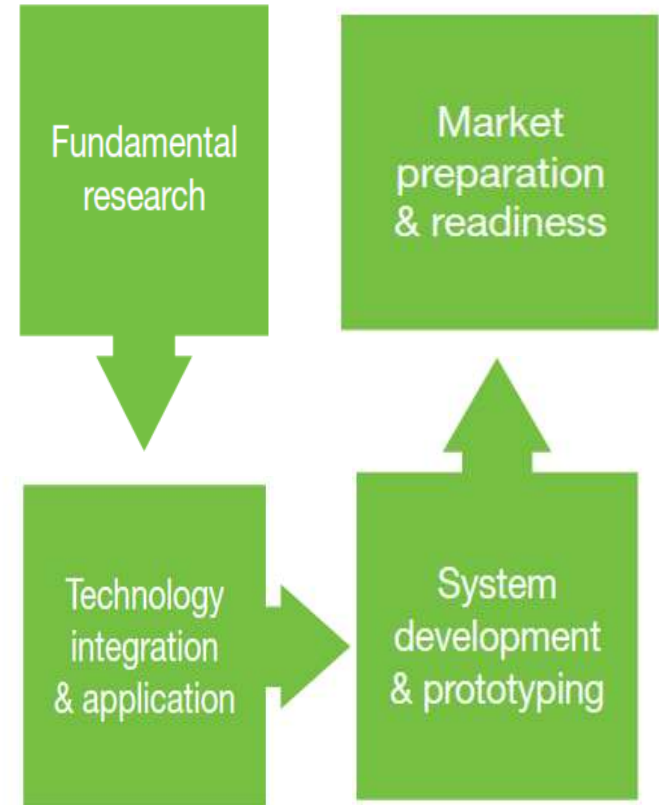 Fundamental
research
Technology
integration
& application
System
development
& prototyping
Market
preparation
& readiness